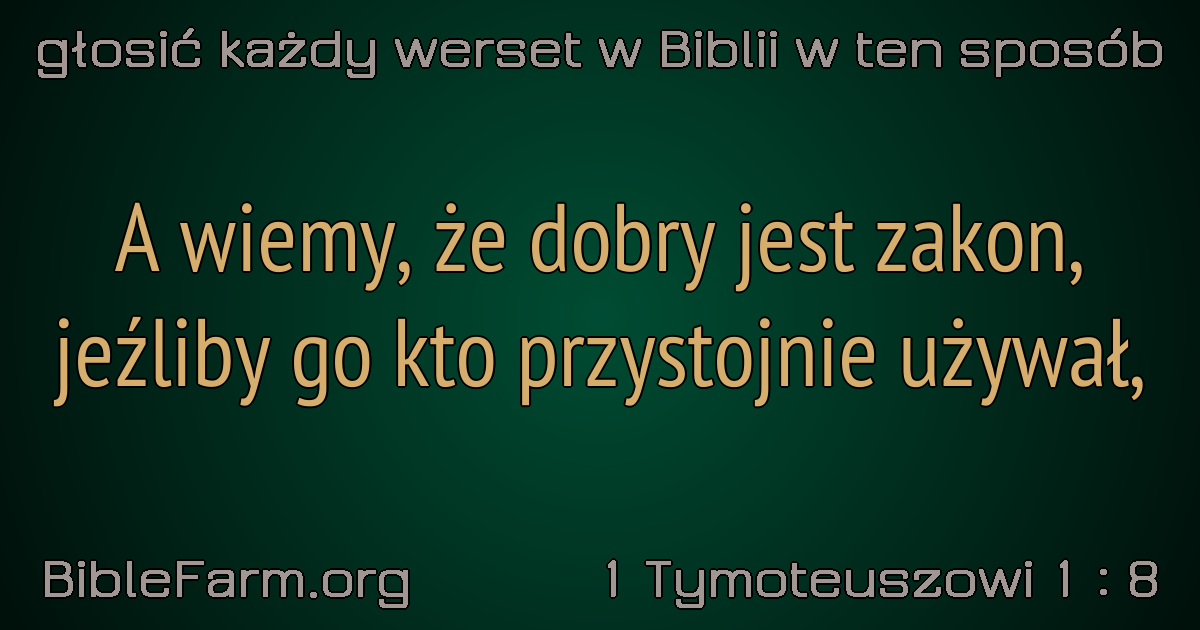 głosić każdy werset w Biblii w ten sposób
A wiemy, że dobry jest zakon,
jeźliby go kto przystojnie używał,
BibleFarm.org
1 Tymoteuszowi 1 : 8